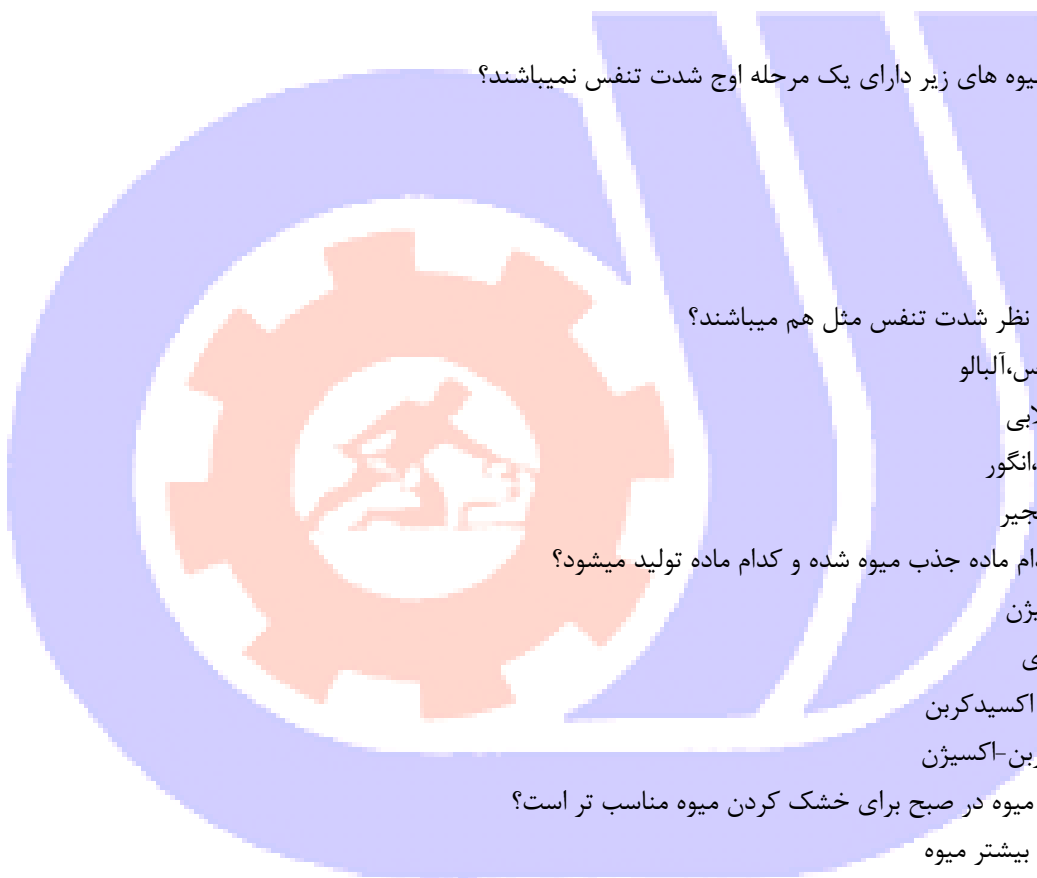 یوه های زیر دارای یک مرحله اوج شدت تنفس نمیباشند؟
نظر شدت تنفس مثل هم میباشند؟
س،آلبالو
لابی
،انگور
جیر
ام ماده جذب میوه شده و کدام ماده تولید میشود؟
یژن
ی
اکسیدکربن
ربن-اکسیژن
میوه در صبح برای خشک کردن میوه مناسب تر است؟
بیشتر میوه